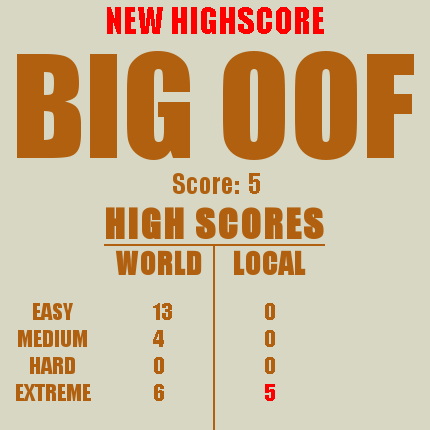 NEW HIGHSCORE
BIG OOF
Score: 5
HIGH SCORES
WORLD LOCAL
EASY 13 0
MEDIUM 4 0
HARD 0 0
EXTREME 6 5